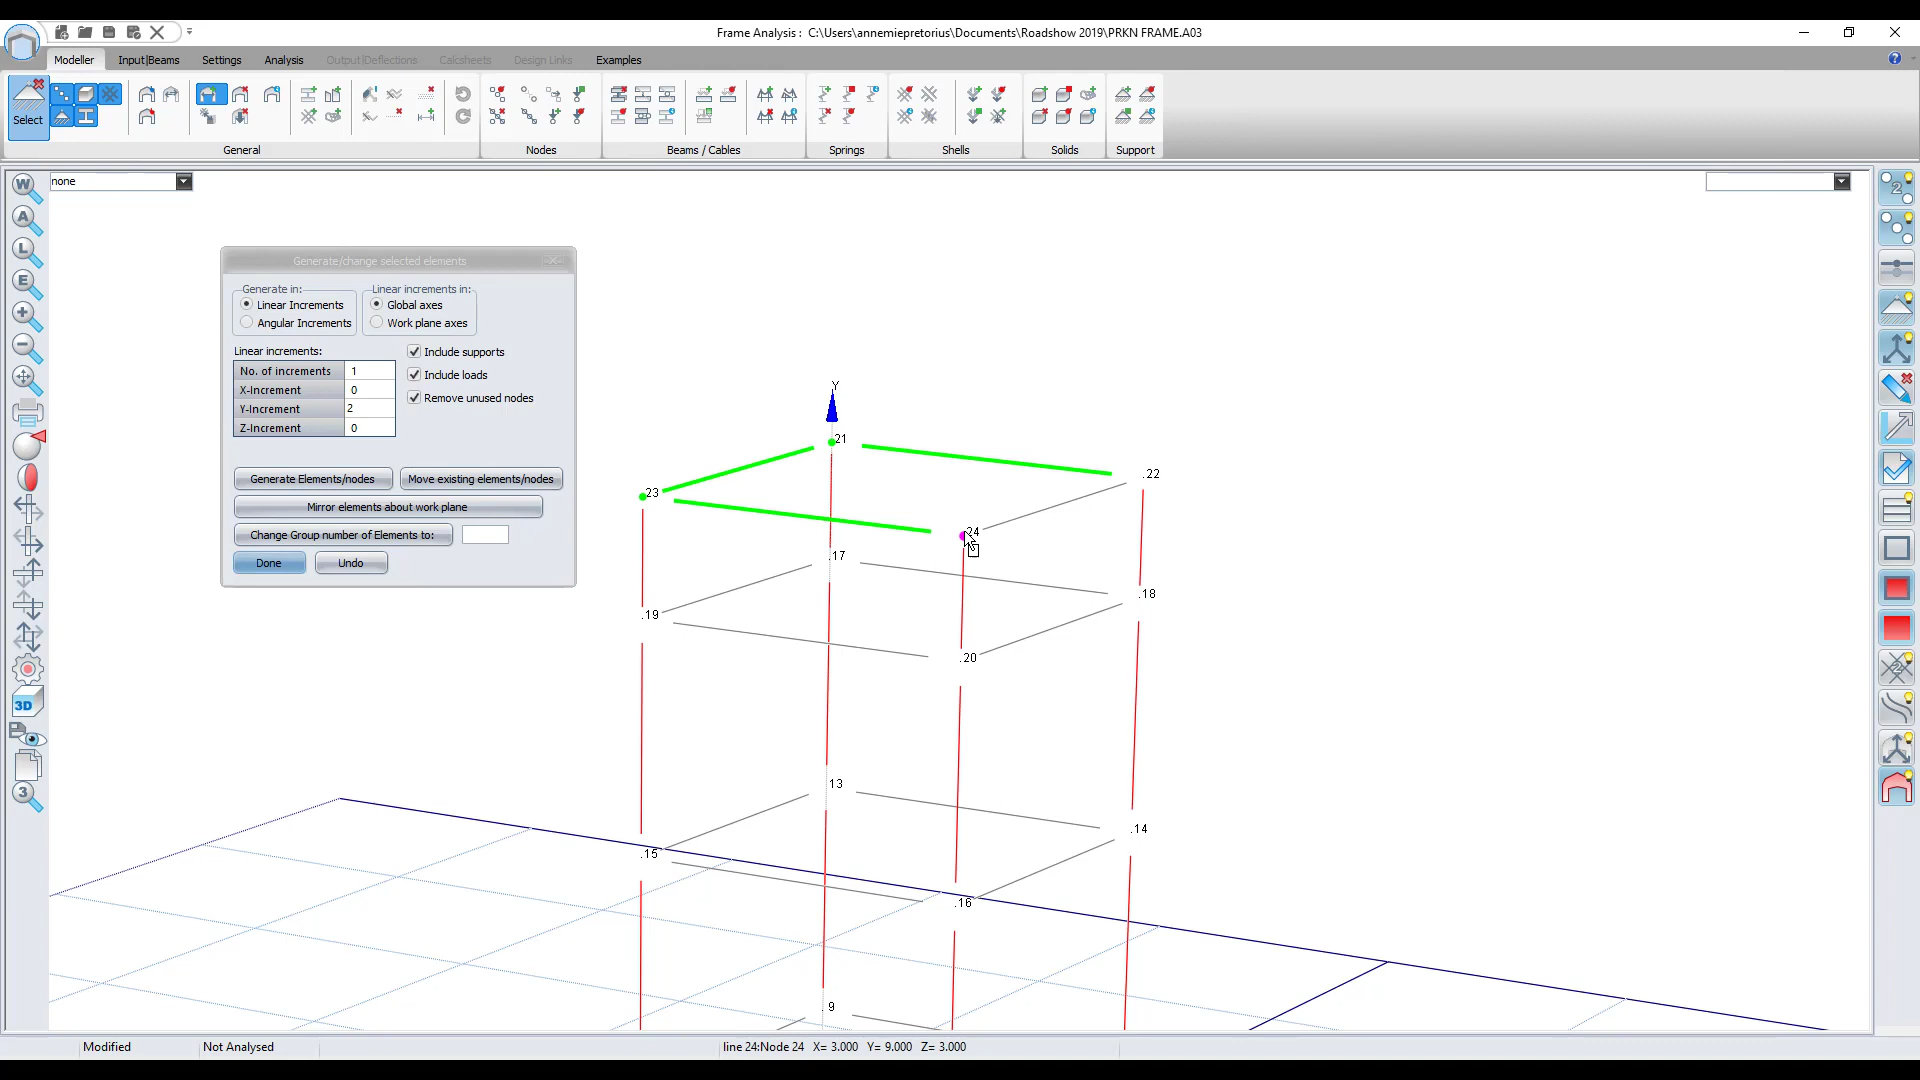 Frame Analysis : C:\Users\annemiepretorius\Documents\Roadshow 2019\PRKN FRAME.A03
Modeller Input|Beams Settings Analysis Output|Deflections Calcsheets Design Links Examples
Select
General Nodes Beams / Cables Springs Shells Solids Support
W
none
A
L
E
3D
3
2
Generate/change selected elements
Generate in: Linear increments in:
Linear Increments Global axes
Angular Increments Work plane axes
Linear increments: Include supports
No. of increments 1
Include loads
X-Increment 0
Remove unused nodes
Y-Increment 2
Z-Increment 0
Generate Elements/nodes Move existing elements/nodes
Mirror elements about work plane
Change Group number of Elements to:
Done Undo
Y
21
.22
23
24
.17
.18
.19
.20
13
.14
.15
.16
9
Modified Not Analysed line 24:Node 24 X= 3.000 Y= 9.000 Z= 3.000